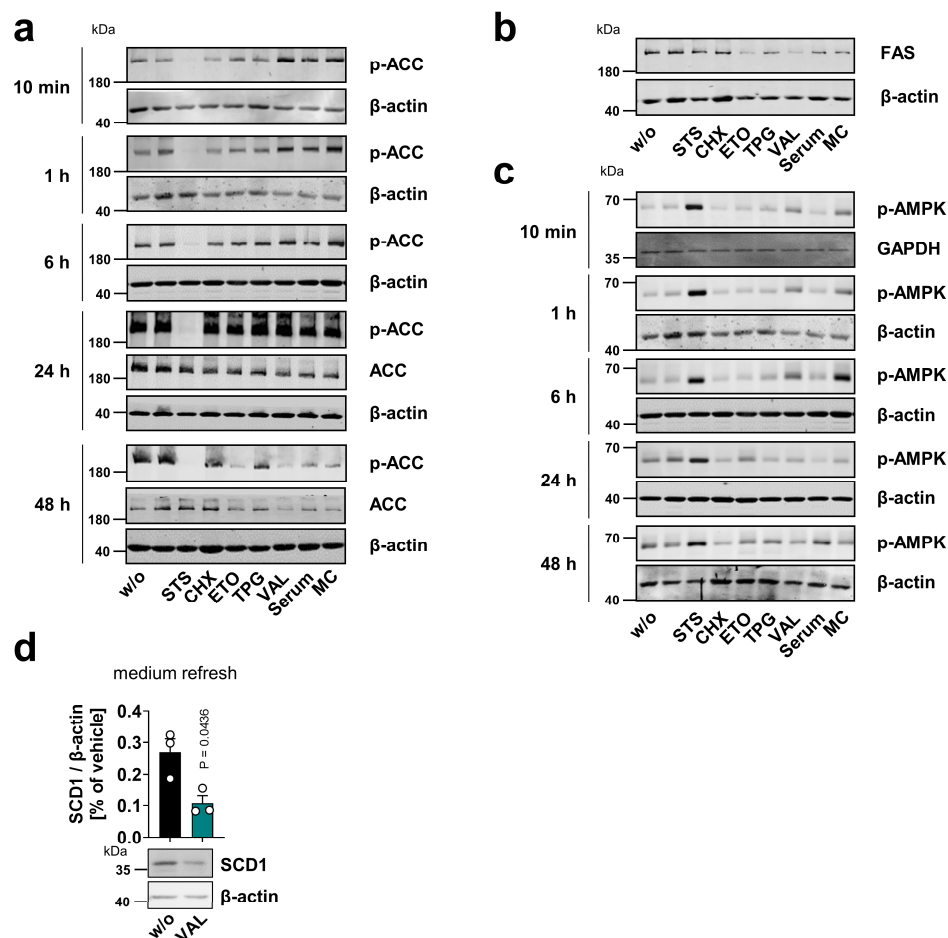 a
kDa
10 min
p-ACC
180
β-actin
40
1 h
p-ACC
180
β-actin
40
6 h
p-ACC
180
β-actin
40
24 h
p-ACC
180
ACC
180
β-actin
40
48 h
p-ACC
180
ACC
180
β-actin
40
w/o STS CHX ETO TPG VAL Serum MC
b
kDa
FAS
180
β-actin
40
w/o STS CHX ETO TPG VAL Serum MC
c
kDa
10 min
70
p-AMPK
GAPDH
35
1 h
70
p-AMPK
β-actin
40
6 h
70
p-AMPK
β-actin
40
24 h
70
p-AMPK
40
β-actin
48 h
70
p-AMPK
β-actin
40
w/o STS CHX ETO TPG VAL Serum MC
d
medium refresh
SCD1 / β-actin
[% of vehicle]
0.4
0.3
0.2
0.1
0.0
P = 0.0436
kDa
35
SCD1
40
β-actin
w/o VAL